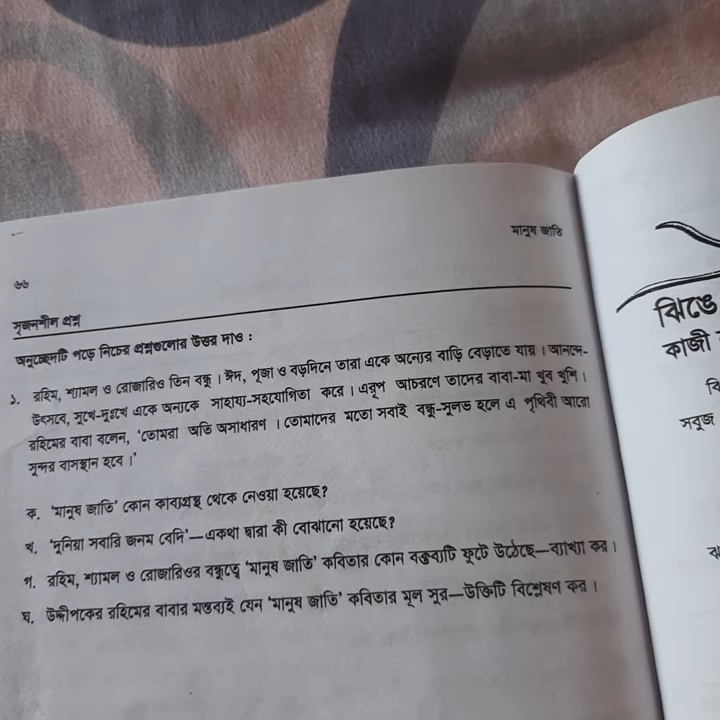 মানুষ জাতি
৬৬
সৃজনশীল প্রশ্ন
অনুচ্ছেদটি পড়ে নিচের প্রশ্নগুলোর উত্তর দাও :
১. রহিম, শ্যামল ও রোজারিও তিন বন্ধু। ঈদ, পূজা ও বড়দিনে তারা একে অন্যের বাড়ি বেড়াতে যায়। আনন্দে-
উৎসবে, সুখে-দুঃখে একে অন্যকে সাহায্য-সহযোগিতা করে। এরূপ আচরণে তাদের বাবা-মা খুব খুশি।
রহিমের বাবা বলেন, ‘তোমরা অতি অসাধারণ। তোমাদের মতো সবাই বন্ধু-সুলভ হলে এ পৃথিবী আরো
সুন্দর বাসস্থান হবে।’
ক. ‘মানুষ জাতি’ কোন কাব্যগ্রন্থ থেকে নেওয়া হয়েছে?
খ. ‘দুনিয়া সবারি জনম বেদি’—একথা দ্বারা কী বোঝানো হয়েছে?
গ. রহিম, শ্যামল ও রোজারিওর বন্ধুত্বে ‘মানুষ জাতি’ কবিতার কোন বক্তব্যটি ফুটে উঠেছে—ব্যাখ্যা কর।
ঘ. উদ্দীপকের রহিমের বাবার মন্তব্যই যেন ‘মানুষ জাতি’ কবিতার মূল সুর—উক্তিটি বিশ্লেষণ কর।
ঝিঙে
কাজী
সবুজ